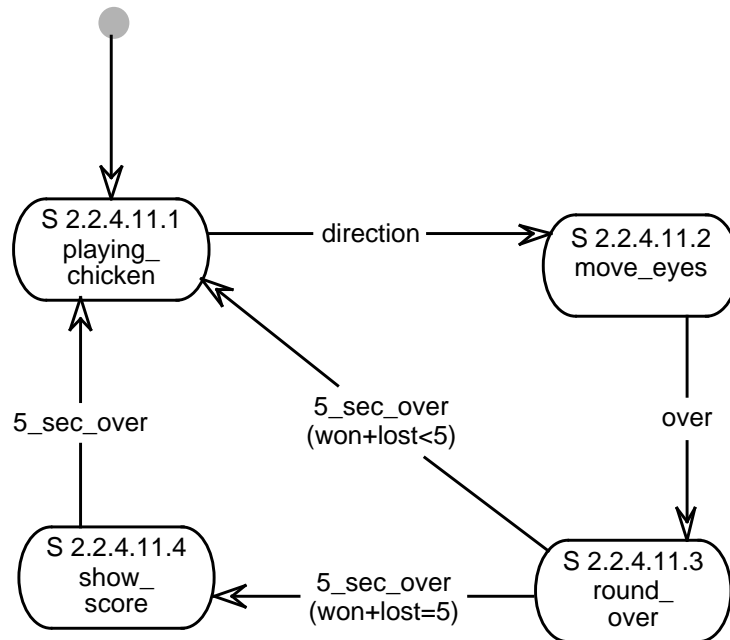 S 2.2.4.11.1
playing_
chicken
direction
S 2.2.4.11.2
move_eyes
5_sec_over
(won+lost<5)
5_sec_over
over
S 2.2.4.11.4
show_
score
5_sec_over
(won+lost=5)
S 2.2.4.11.3
round_
over